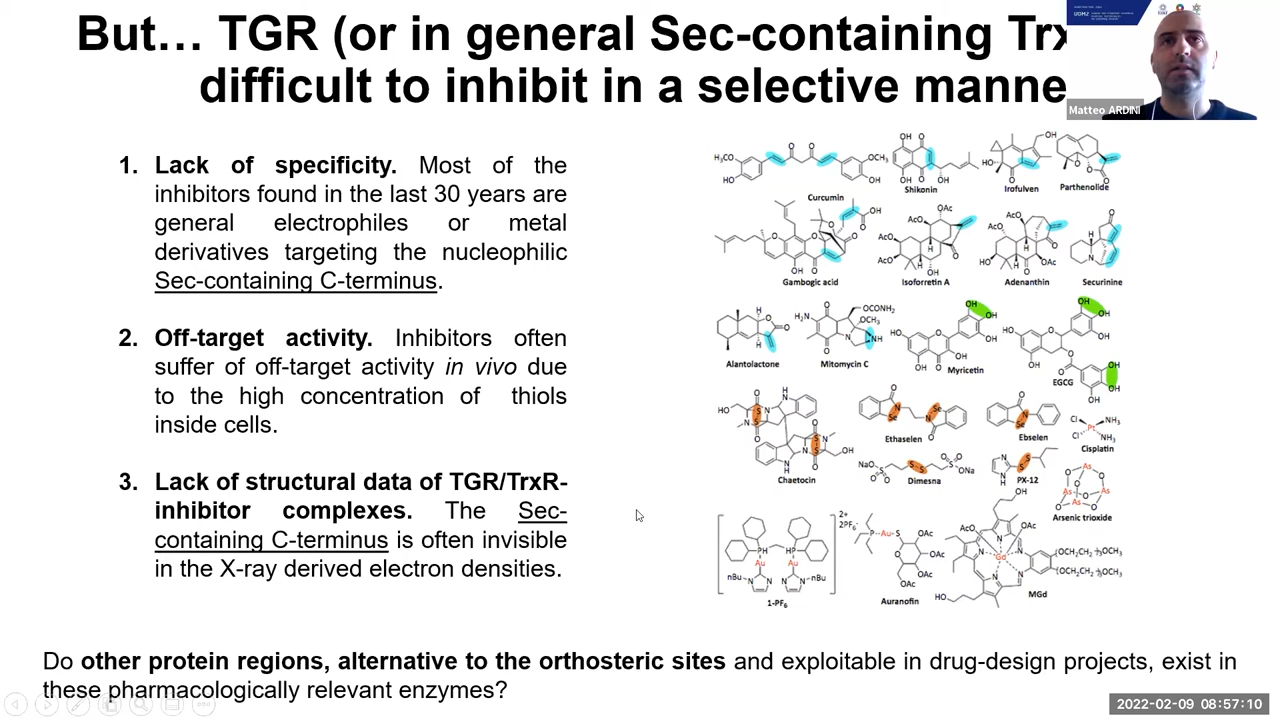 But… TGR (or in general Sec-containing Trx
difficult to inhibit in a selective manne
UDMJ
Matteo ARDINI
1. Lack of specificity. Most of the
inhibitors found in the last 30 years are
general electrophiles or metal
derivatives targeting the nucleophilic
Sec-containing C-terminus.
2. Off-target activity. Inhibitors often
suffer of off-target activity in vivo due
to the high concentration of thiols
inside cells.
3. Lack of structural data of TGR/TrxR-
inhibitor complexes. The Sec-
containing C-terminus is often invisible
in the X-ray derived electron densities.
Curcumin
Shikonin
Irofulven
Parthenolide
Gambogic acid
Isoforretin A
Adenanthin
Securinine
Alantolactone
Mitomycin C
Myricetin
EGCG
Chaetocin
Ethaselen
Ebselen
Cisplatin
Dimesna
PX-12
Arsenic trioxide
1-PF6
Auranofin
MGd
Do other protein regions, alternative to the orthosteric sites and exploitable in drug-design projects, exist in
these pharmacologically relevant enzymes?
2022-02-09 08:57:10